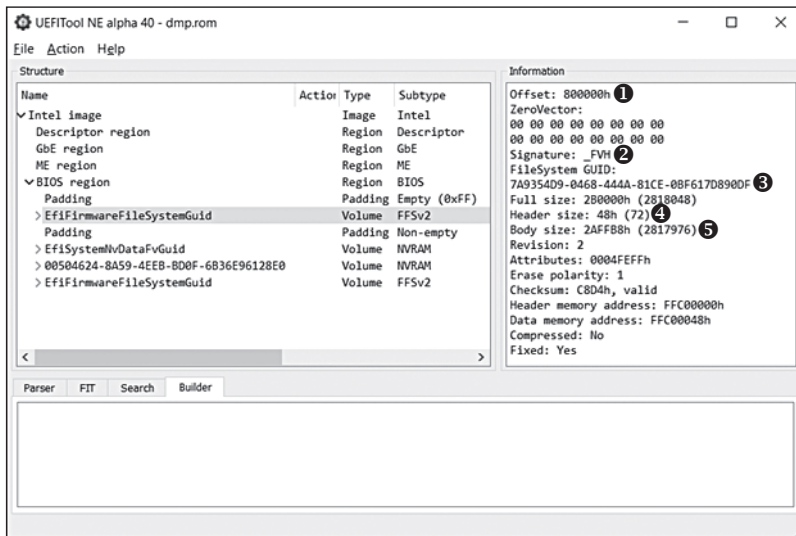 UEFITool NE alpha 40 - dmp.rom
File Action Help
Structure
Name Action Type Subtype
Intel image Image Intel
Descriptor region Region Descriptor
GbE region Region GbE
ME region Region ME
BIOS region Region BIOS
Padding Padding Empty (0xFF)
EfiFirmwareFileSystemGuid Volume FFSv2
Padding Padding Non-empty
EfiSystemNvDataFvGuid Volume NVRAM
00504624-8A59-4EEB-BD0F-6B36E96128E0 Volume NVRAM
EfiFirmwareFileSystemGuid Volume FFSv2
Information
Offset: 800000h ❶
ZeroVector:
00 00 00 00 00 00 00 00
00 00 00 00 00 00 00 00
Signature: _FVH ❷
FileSystem GUID:
7A9354D9-0468-444A-81CE-0BF617D890DF ❸
Full size: 2B0000h (2818048)
Header size: 48h (72) ❹
Body size: 2AFFB8h (2817976) ❺
Revision: 2
Attributes: 0004FEFFh
Erase polarity: 1
Checksum: C8D4h, valid
Header memory address: FFC00000h
Data memory address: FFC00048h
Compressed: No
Fixed: Yes
Parser FIT Search Builder